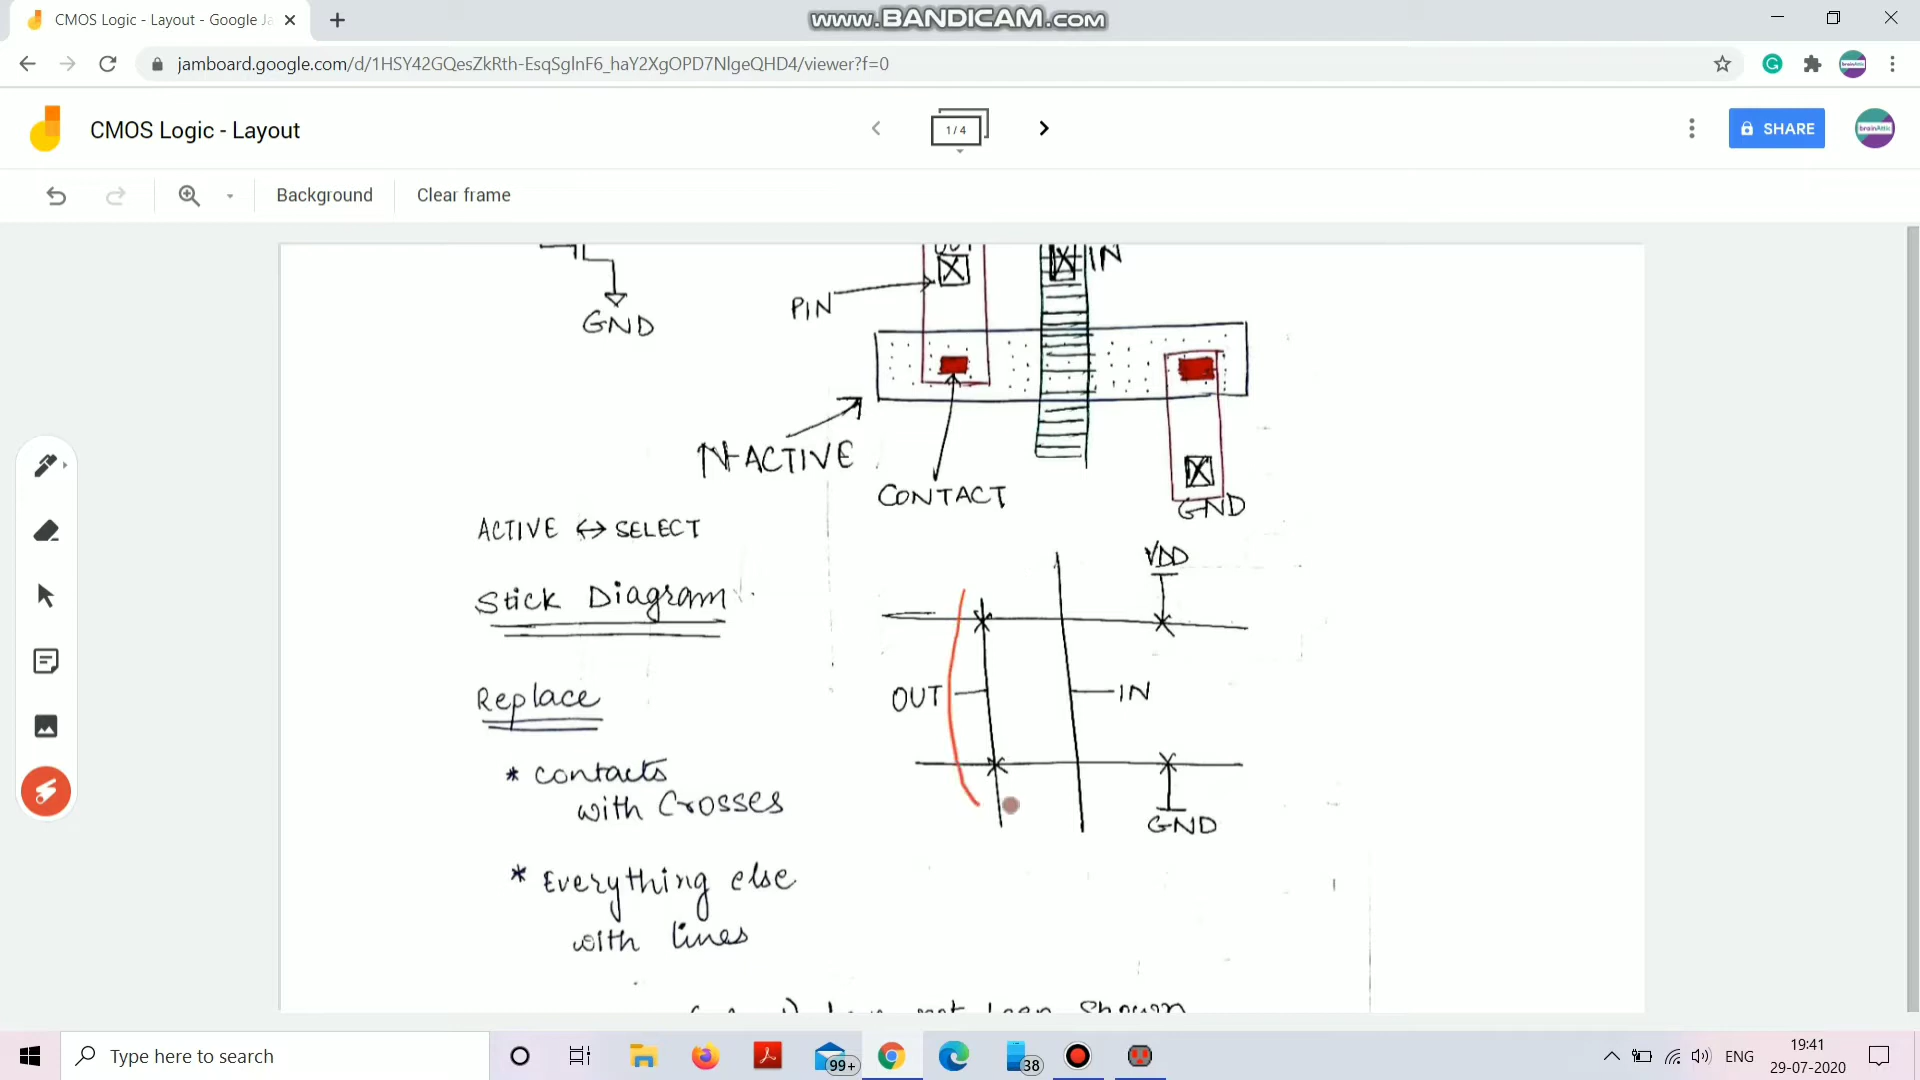 CMOS Logic - Layout - Google Ja
www.BANDICAM.com
jamboard.google.com/d/1HSY42GQesZkRth-EsqSgInF6_haY2XgOPD7NlgeQHD4/viewer?f=0
CMOS Logic - Layout
1 / 4
SHARE
brainAttic
Background
Clear frame
OUT
IN
PIN
GND
N-ACTIVE
CONTACT
GND
ACTIVE ↔ SELECT
VDD
Stick Diagram
OUT
IN
Replace
* contacts
with Crosses
GND
* Everything else
with lines
Type here to search
99+
38
ENG
19:41
29-07-2020